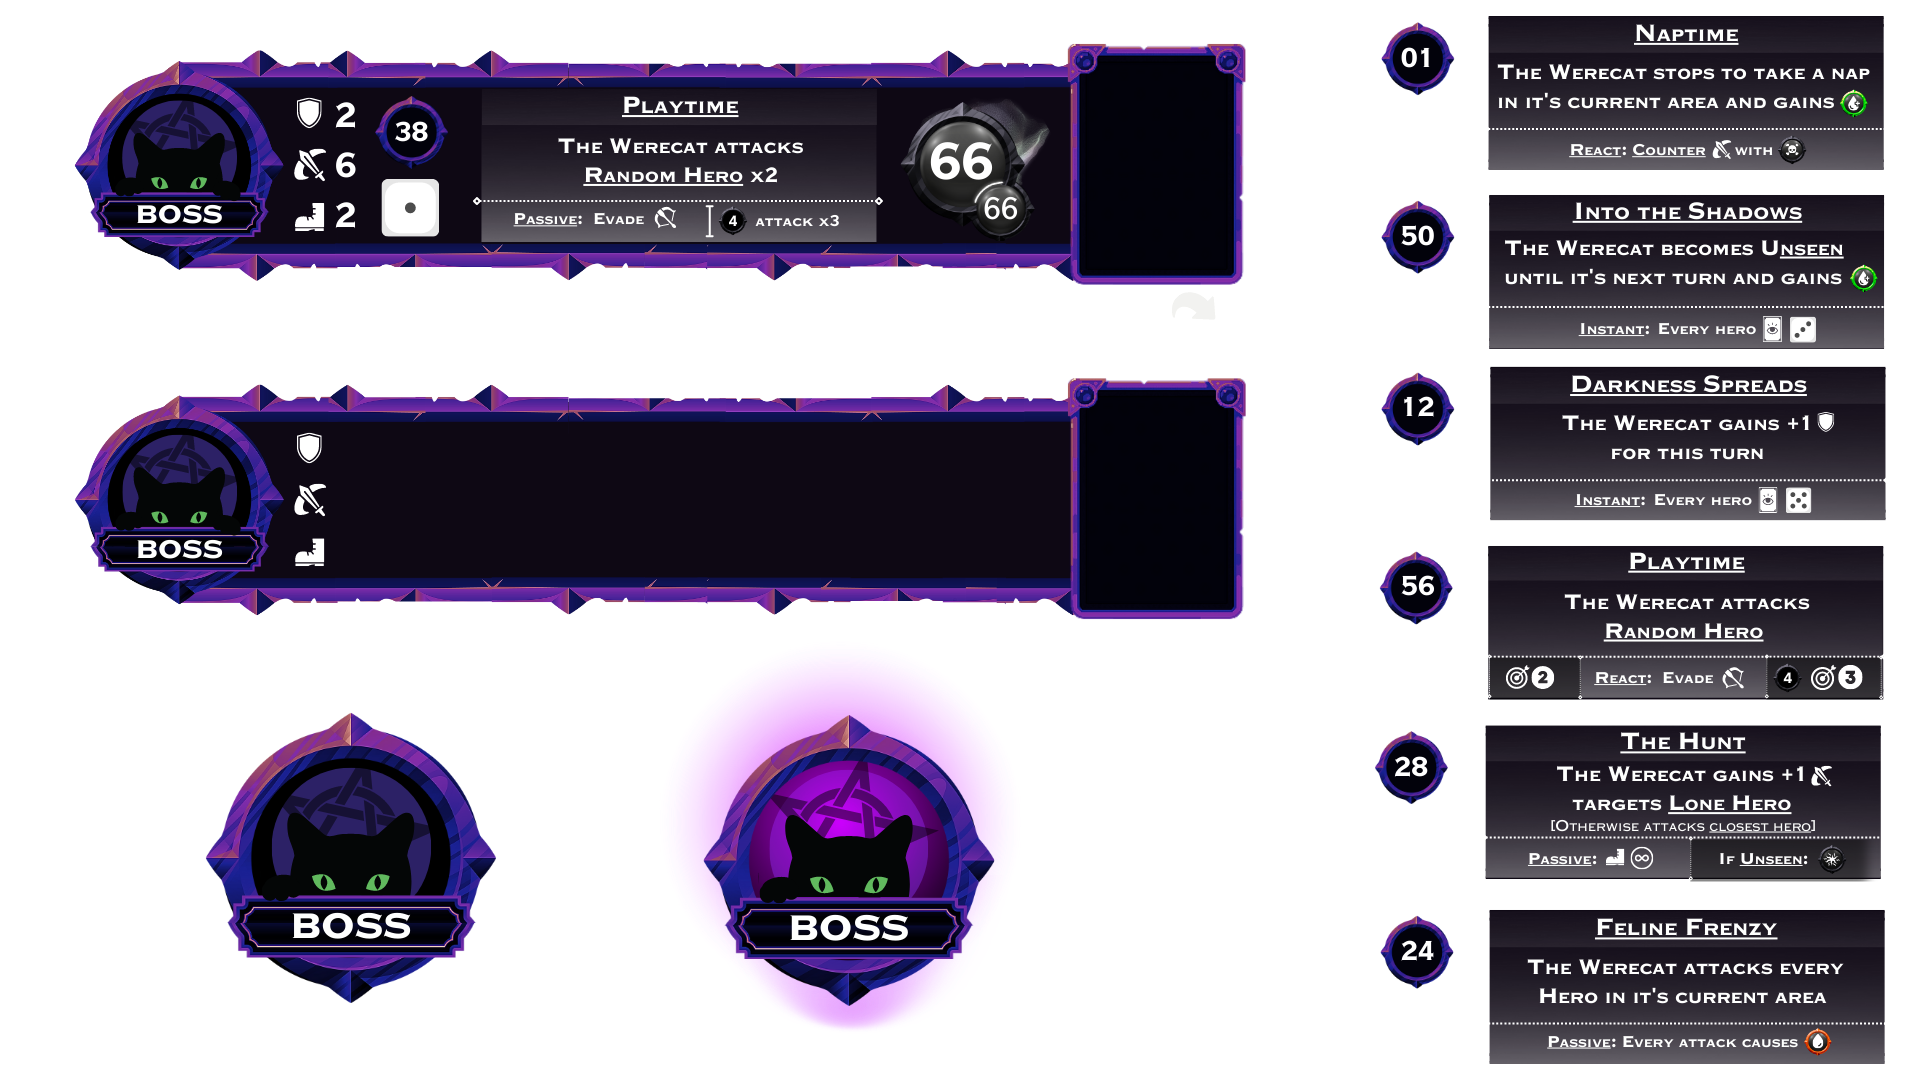 BOSS
2
6
2
38
PLAYTIME
THE WERECAT ATTACKS
RANDOM HERO X2
PASSIVE: EVADE
4 ATTACK X3
66
66
BOSS
BOSS
BOSS
01
NAPTIME
THE WERECAT STOPS TO TAKE A NAP
IN IT'S CURRENT AREA AND GAINS
REACT: COUNTER WITH
50
INTO THE SHADOWS
THE WERECAT BECOMES UNSEEN
UNTIL IT'S NEXT TURN AND GAINS
INSTANT: EVERY HERO
12
DARKNESS SPREADS
THE WERECAT GAINS +1
FOR THIS TURN
INSTANT: EVERY HERO
56
PLAYTIME
THE WERECAT ATTACKS
RANDOM HERO
2 REACT: EVADE 4 3
28
THE HUNT
THE WERECAT GAINS +1
TARGETS LONE HERO
[OTHERWISE ATTACKS CLOSEST HERO]
PASSIVE: ∞ IF UNSEEN:
24
FELINE FRENZY
THE WERECAT ATTACKS EVERY
HERO IN IT'S CURRENT AREA
PASSIVE: EVERY ATTACK CAUSES